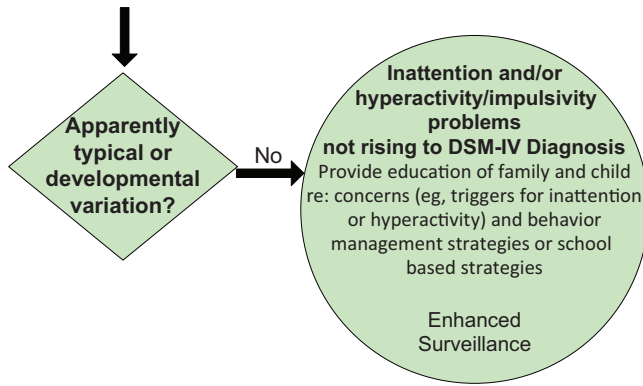 Apparently
typical or
developmental
variation?
No
Inattention and/or
hyperactivity/impulsivity
problems
not rising to DSM-IV Diagnosis
Provide education of family and child
re: concerns (eg, triggers for inattention
or hyperactivity) and behavior
management strategies or school
based strategies
Enhanced
Surveillance